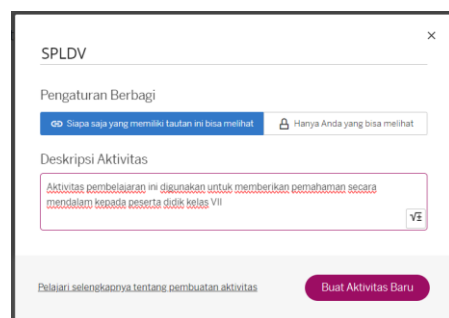 SPLDV
Pengaturan Berbagi
Siapa saja yang memiliki tautan ini bisa melihat
Hanya Anda yang bisa melihat
Deskripsi Aktivitas
Aktivitas pembelajaran ini digunakan untuk memberikan pemahaman secara
mendalam kepada peserta didik kelas VII
√±
Pelajari selengkapnya tentang pembuatan aktivitas
Buat Aktivitas Baru